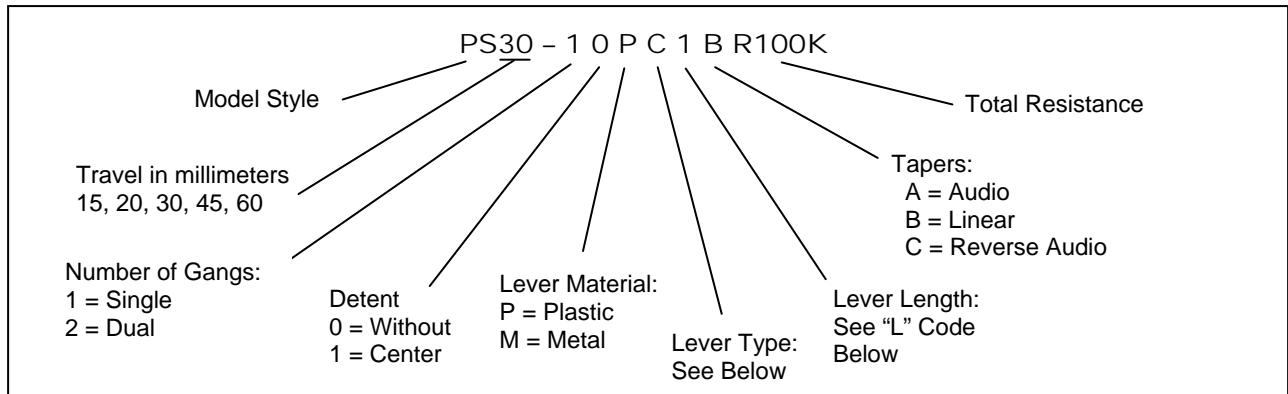 PS30 – 1 0 P C 1 B R100K
Model Style
Total Resistance
Travel in millimeters
15, 20, 30, 45, 60
Tapers:
A = Audio
B = Linear
C = Reverse Audio
Number of Gangs:
1 = Single
2 = Dual
Detent
0 = Without
1 = Center
Lever Material:
P = Plastic
M = Metal
Lever Type:
See Below
Lever Length:
See “L” Code
Below